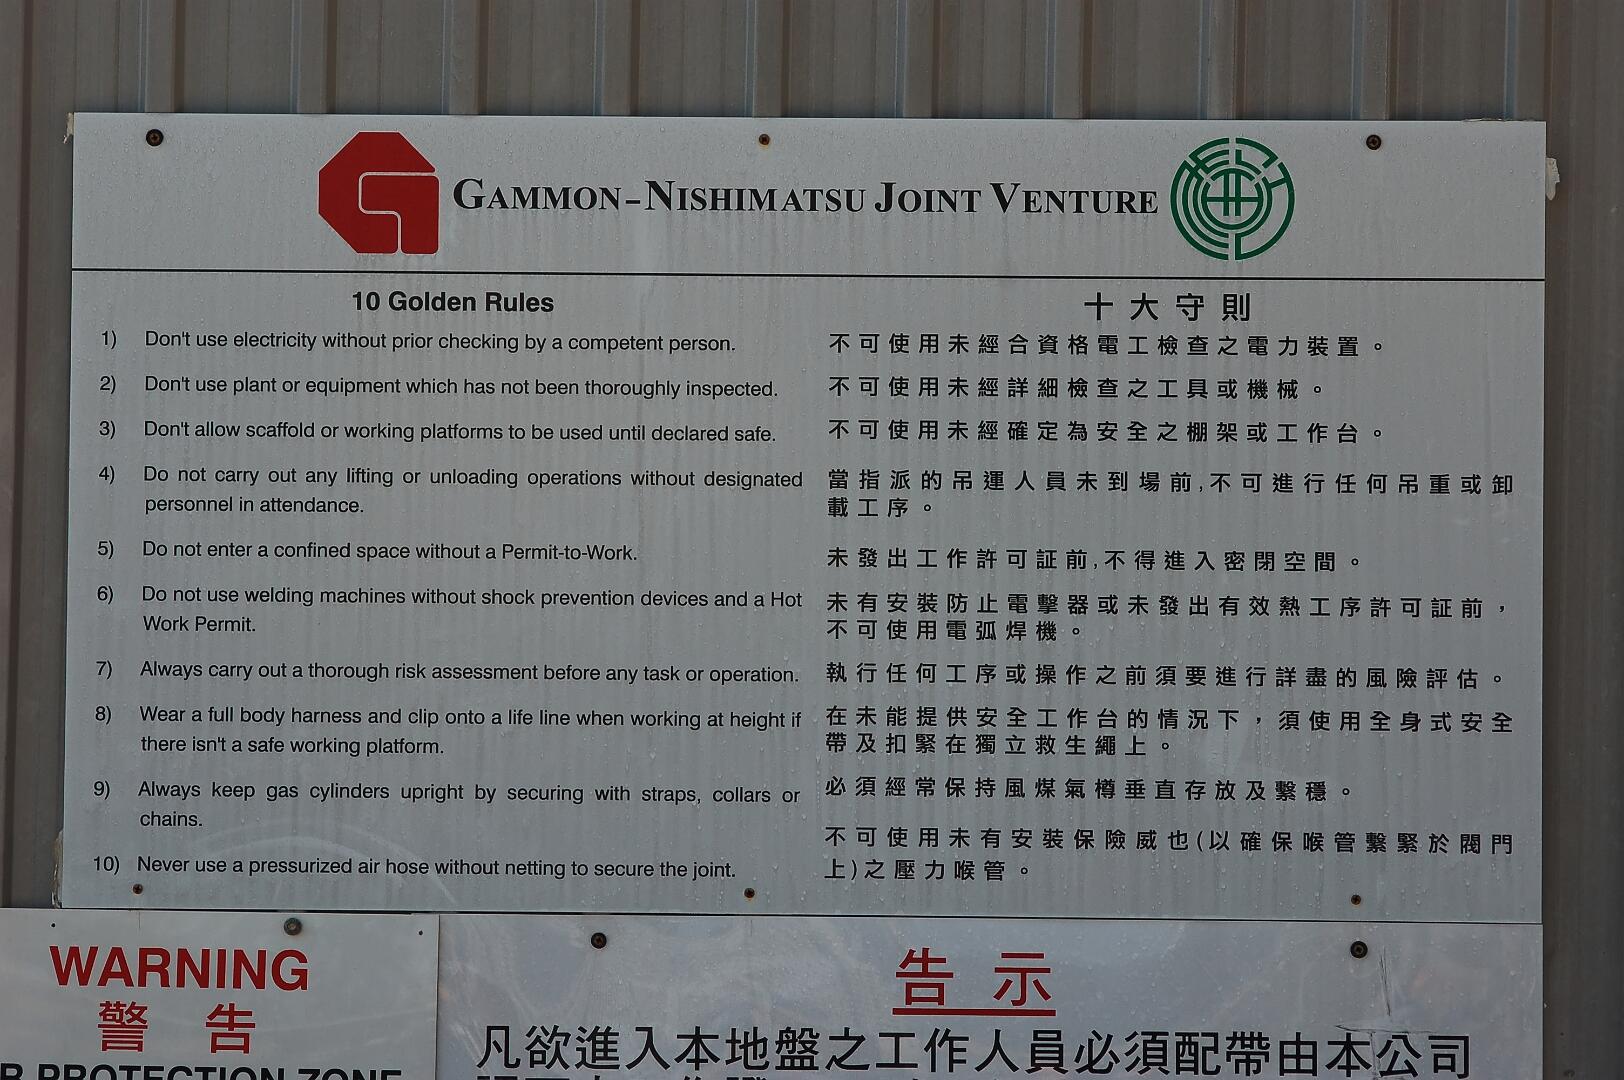 GAMMON-NISHIMATSU JOINT VENTURE
10 Golden Rules
1) Don't use electricity without prior checking by a competent person.
2) Don't use plant or equipment which has not been thoroughly inspected.
3) Don't allow scaffold or working platforms to be used until declared safe.
4) Do not carry out any lifting or unloading operations without designated
personnel in attendance.
5) Do not enter a confined space without a Permit-to-Work.
6) Do not use welding machines without shock prevention devices and a Hot
Work Permit.
7) Always carry out a thorough risk assessment before any task or operation.
8) Wear a full body harness and clip onto a life line when working at height if
there isn't a safe working platform.
9) Always keep gas cylinders upright by securing with straps, collars or
chains.
10) Never use a pressurized air hose without netting to secure the joint.
十大守則
不可使用未經合資格電工檢查之電力裝置。
不可使用未經詳細檢查之工具或機械。
不可使用未經確定為安全之棚架或工作台。
當指派的吊運人員未到場前,不可進行任何吊重或卸
載工序。
未發出工作許可証前,不得進入密閉空間。
未有安裝防止電擊器或未發出有效熱工序許可証前，
不可使用電弧焊機。
執行任何工序或操作之前須要進行詳盡的風險評估。
在未能提供安全工作台的情況下，須使用全身式安全
帶及扣緊在獨立救生繩上。
必須經常保持風煤氣樽垂直存放及繫穩。
不可使用未有安裝保險威也(以確保喉管繫緊於閥門
上)之壓力喉管。
WARNING
警告
R PROTECTION ZONE
告示
凡欲進入本地盤之工作人員必須配帶由本公司